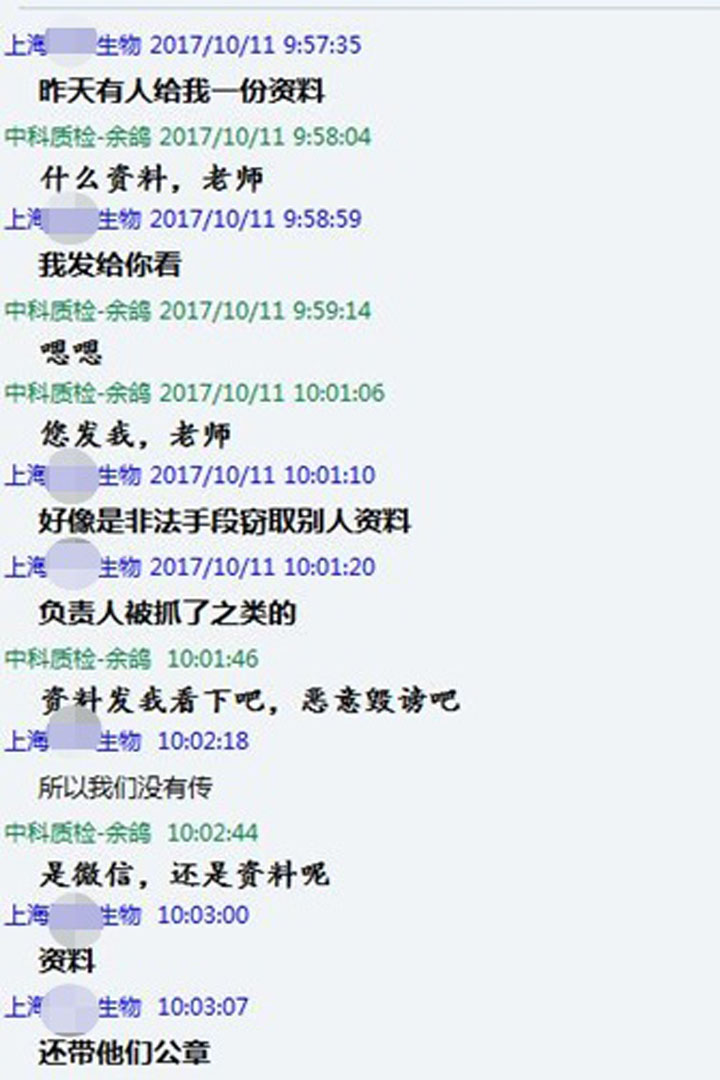 上海 生物 2017/10/11 9:57:35
昨天有人给我一份资料
中科质检-余鸽 2017/10/11 9:58:04
什么资料，老师
上海 生物 2017/10/11 9:58:59
我发给你看
中科质检-余鸽 2017/10/11 9:59:14
嗯嗯
中科质检-余鸽 2017/10/11 10:01:06
您发我，老师
上海 生物 2017/10/11 10:01:10
好像是非法手段窃取别人资料
上海 生物 2017/10/11 10:01:20
负责人被抓了之类的
中科质检-余鸽 10:01:46
资料发我看下吧，恶意毁谤吧
上海 生物 10:02:18
所以我们没有传
中科质检-余鸽 10:02:44
是微信，还是资料呢
上海 生物 10:03:00
资料
上海 生物 10:03:07
还带他们公章